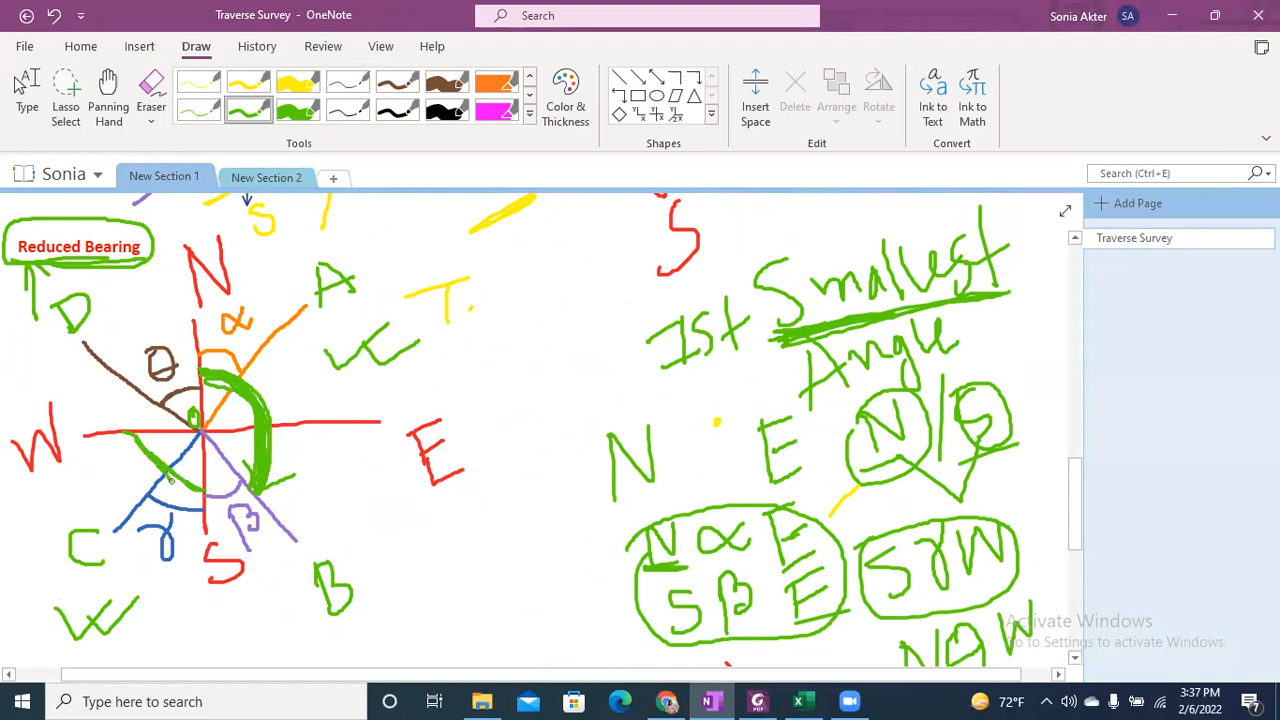 Traverse Survey - OneNote
Search
Sonia Akter SA
File Home Insert Draw History Review View Help
Type
Lasso Select
Panning Hand
Eraser
Color & Thickness
Insert Space
Delete
Arrange
Rotate
Ink to Text
Ink to Math
Tools
Shapes
Edit
Convert
Sonia
New Section 1
New Section 2
Search (Ctrl+E)
Add Page
Traverse Survey
S
S
Reduced Bearing
N
A
D
α
T.
θ
O
W
E
C
γ
S
β
B
W
1st Smallest
Angle
N E N/S
N α E
S β E
S γ W
N θ W
Activate Windows
Go to Settings to activate Windows.
Type here to search
72°F
3:37 PM
2/6/2022
7